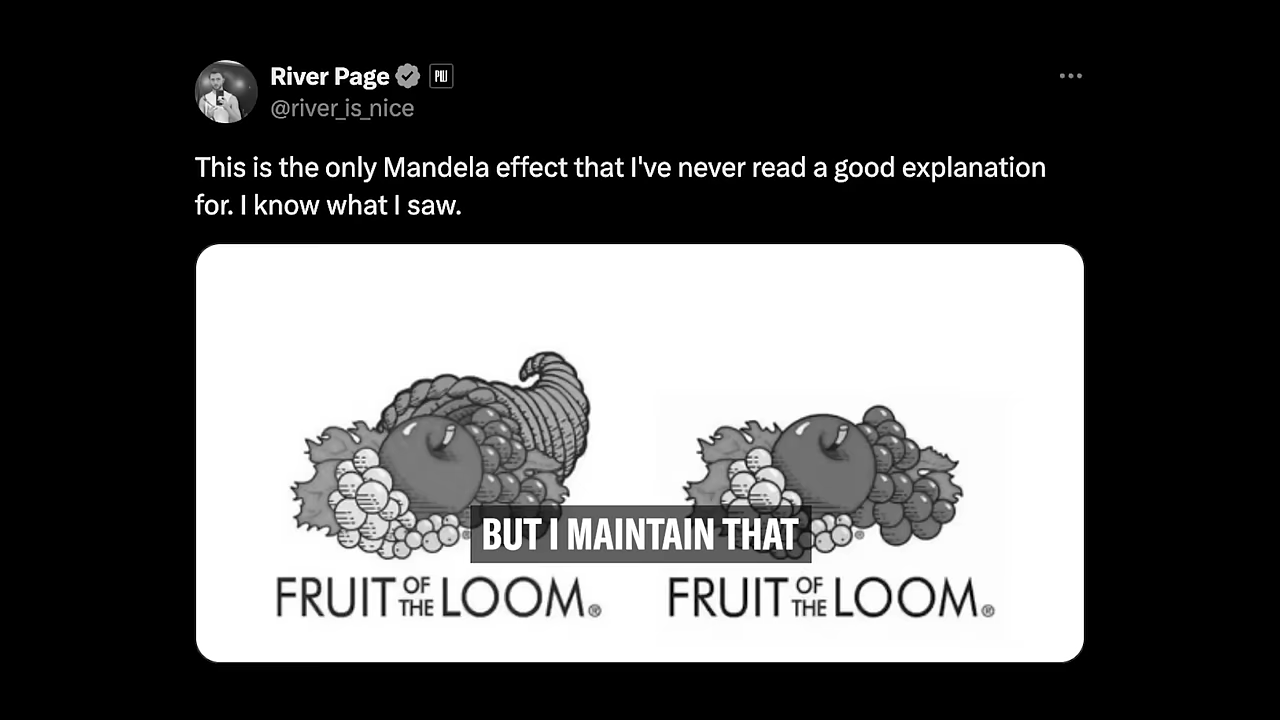 River Page
@river_is_nice
This is the only Mandela effect that I've never read a good explanation
for. I know what I saw.
BUT I MAINTAIN THAT
FRUIT OF THE LOOM®
FRUIT OF THE LOOM®